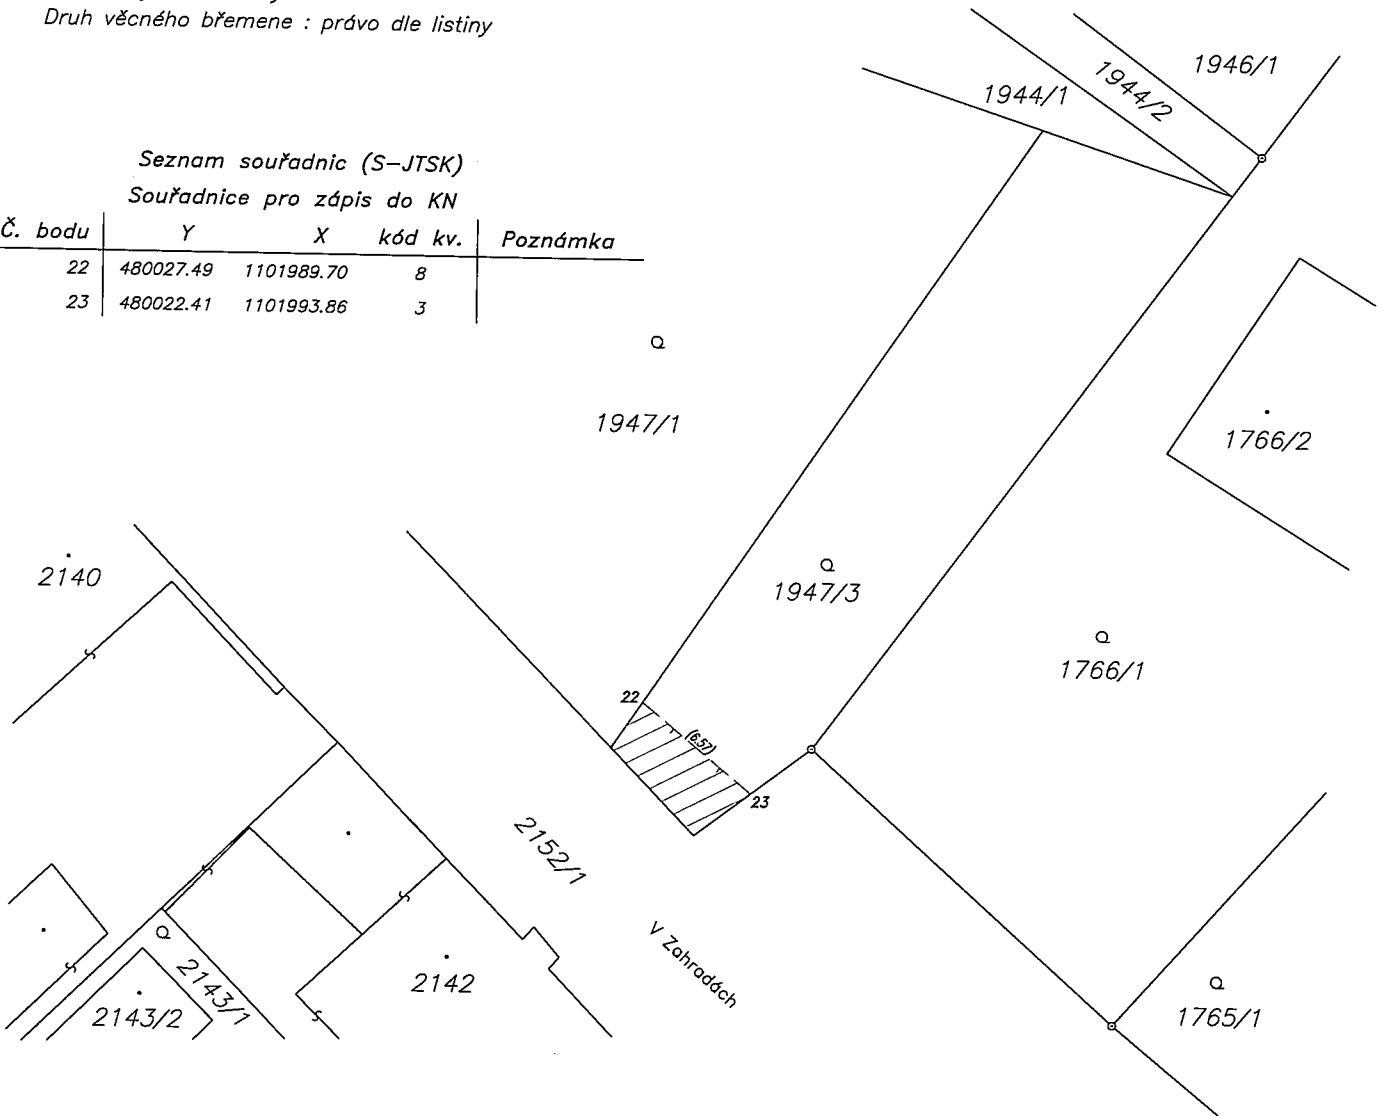 Druh věcného břemene : právo dle listiny
Seznam souřadnic (S-JTSK)
Souřadnice pro zápis do KN
Č. bodu Y X kód kv. Poznámka
22 480027.49 1101989.70 8
23 480022.41 1101993.86 3
1946/1
1944/2
1944/1
1947/1
1766/2
2140
1947/3
1766/1
22
(6.57)
23
2152/1
V Zahradách
2142
2143/1
2143/2
1765/1